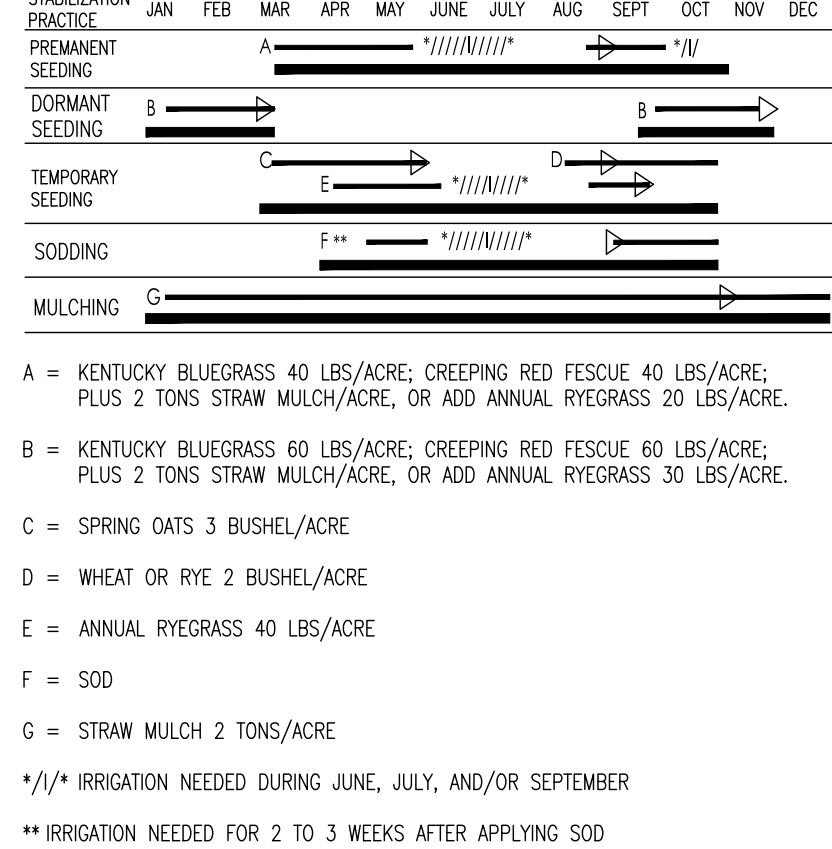 STABILIZATION
PRACTICE
JAN FEB MAR APR MAY JUNE JULY AUG SEPT OCT NOV DEC
PREMANENT
SEEDING
A */////I/////* */I/
DORMANT
SEEDING
B B
TEMPORARY
SEEDING
C D
E *////I////*
SODDING
F ** */////I/////*
MULCHING
G
A = KENTUCKY BLUEGRASS 40 LBS/ACRE; CREEPING RED FESCUE 40 LBS/ACRE;
PLUS 2 TONS STRAW MULCH/ACRE, OR ADD ANNUAL RYEGRASS 20 LBS/ACRE.
B = KENTUCKY BLUEGRASS 60 LBS/ACRE; CREEPING RED FESCUE 60 LBS/ACRE;
PLUS 2 TONS STRAW MULCH/ACRE, OR ADD ANNUAL RYEGRASS 30 LBS/ACRE.
C = SPRING OATS 3 BUSHEL/ACRE
D = WHEAT OR RYE 2 BUSHEL/ACRE
E = ANNUAL RYEGRASS 40 LBS/ACRE
F = SOD
G = STRAW MULCH 2 TONS/ACRE
*/I/* IRRIGATION NEEDED DURING JUNE, JULY, AND/OR SEPTEMBER
** IRRIGATION NEEDED FOR 2 TO 3 WEEKS AFTER APPLYING SOD